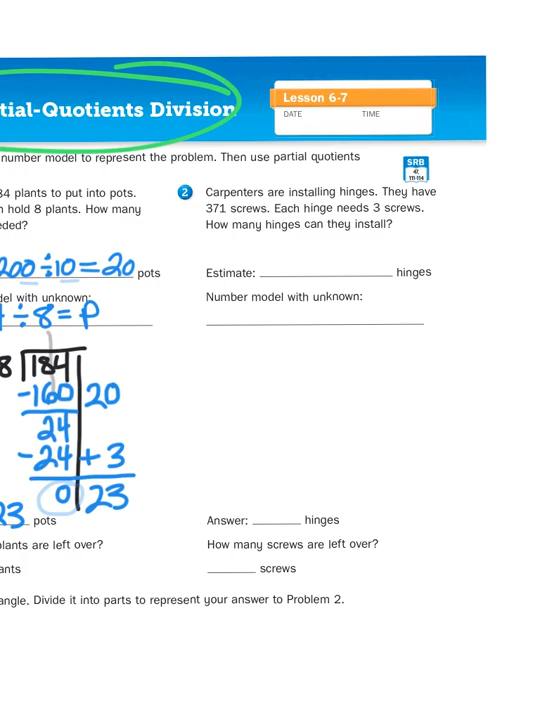 tial-Quotients Division
Lesson 6-7
DATE TIME
number model to represent the problem. Then use partial quotients
SRB
47,
111-114
34 plants to put into pots.
hold 8 plants. How many
eded?
200 ÷ 10 = 20 pots
del with unknown:
÷ 8 = P
8 184
-160 20
24
-24 + 3
0 23
23 pots
plants are left over?
ants
2 Carpenters are installing hinges. They have
371 screws. Each hinge needs 3 screws.
How many hinges can they install?
Estimate: hinges
Number model with unknown:
Answer: hinges
How many screws are left over?
screws
angle. Divide it into parts to represent your answer to Problem 2.